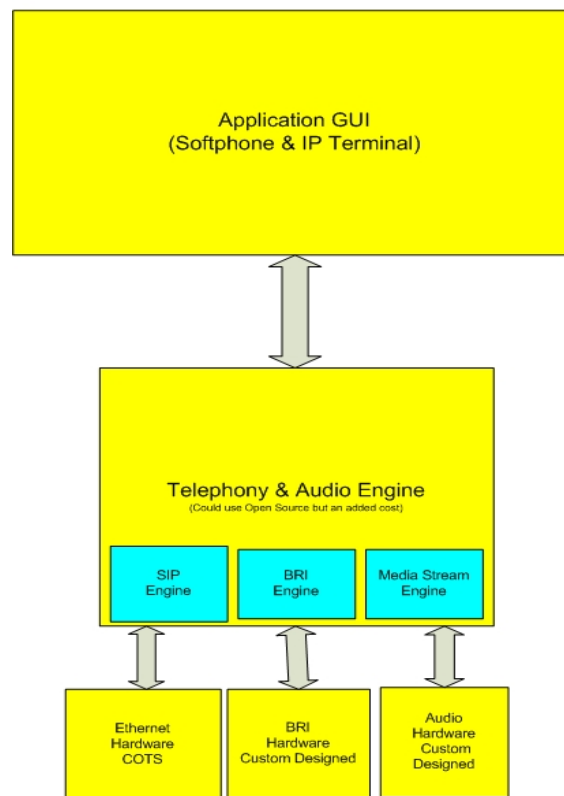 Application GUI
(Softphone & IP Terminal)
Telephony & Audio Engine
(Could use Open Source but an added cost)
SIP
Engine
BRI
Engine
Media Stream
Engine
Ethernet
Hardware
COTS
BRI
Hardware
Custom Designed
Audio
Hardware
Custom
Designed